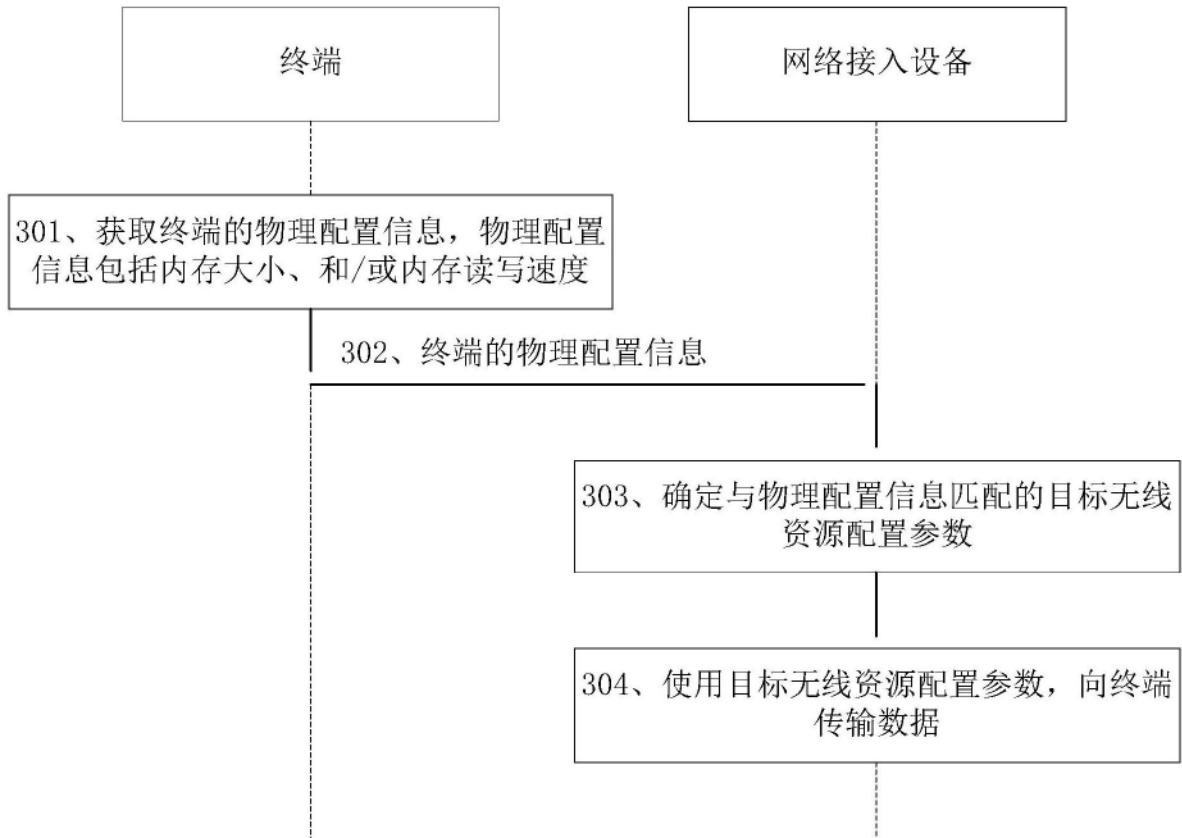 终端
网络接入设备
301、获取终端的物理配置信息，物理配置
信息包括内存大小、和/或内存读写速度
302、终端的物理配置信息
303、确定与物理配置信息匹配的目标无线
资源配置参数
304、使用目标无线资源配置参数，向终端
传输数据